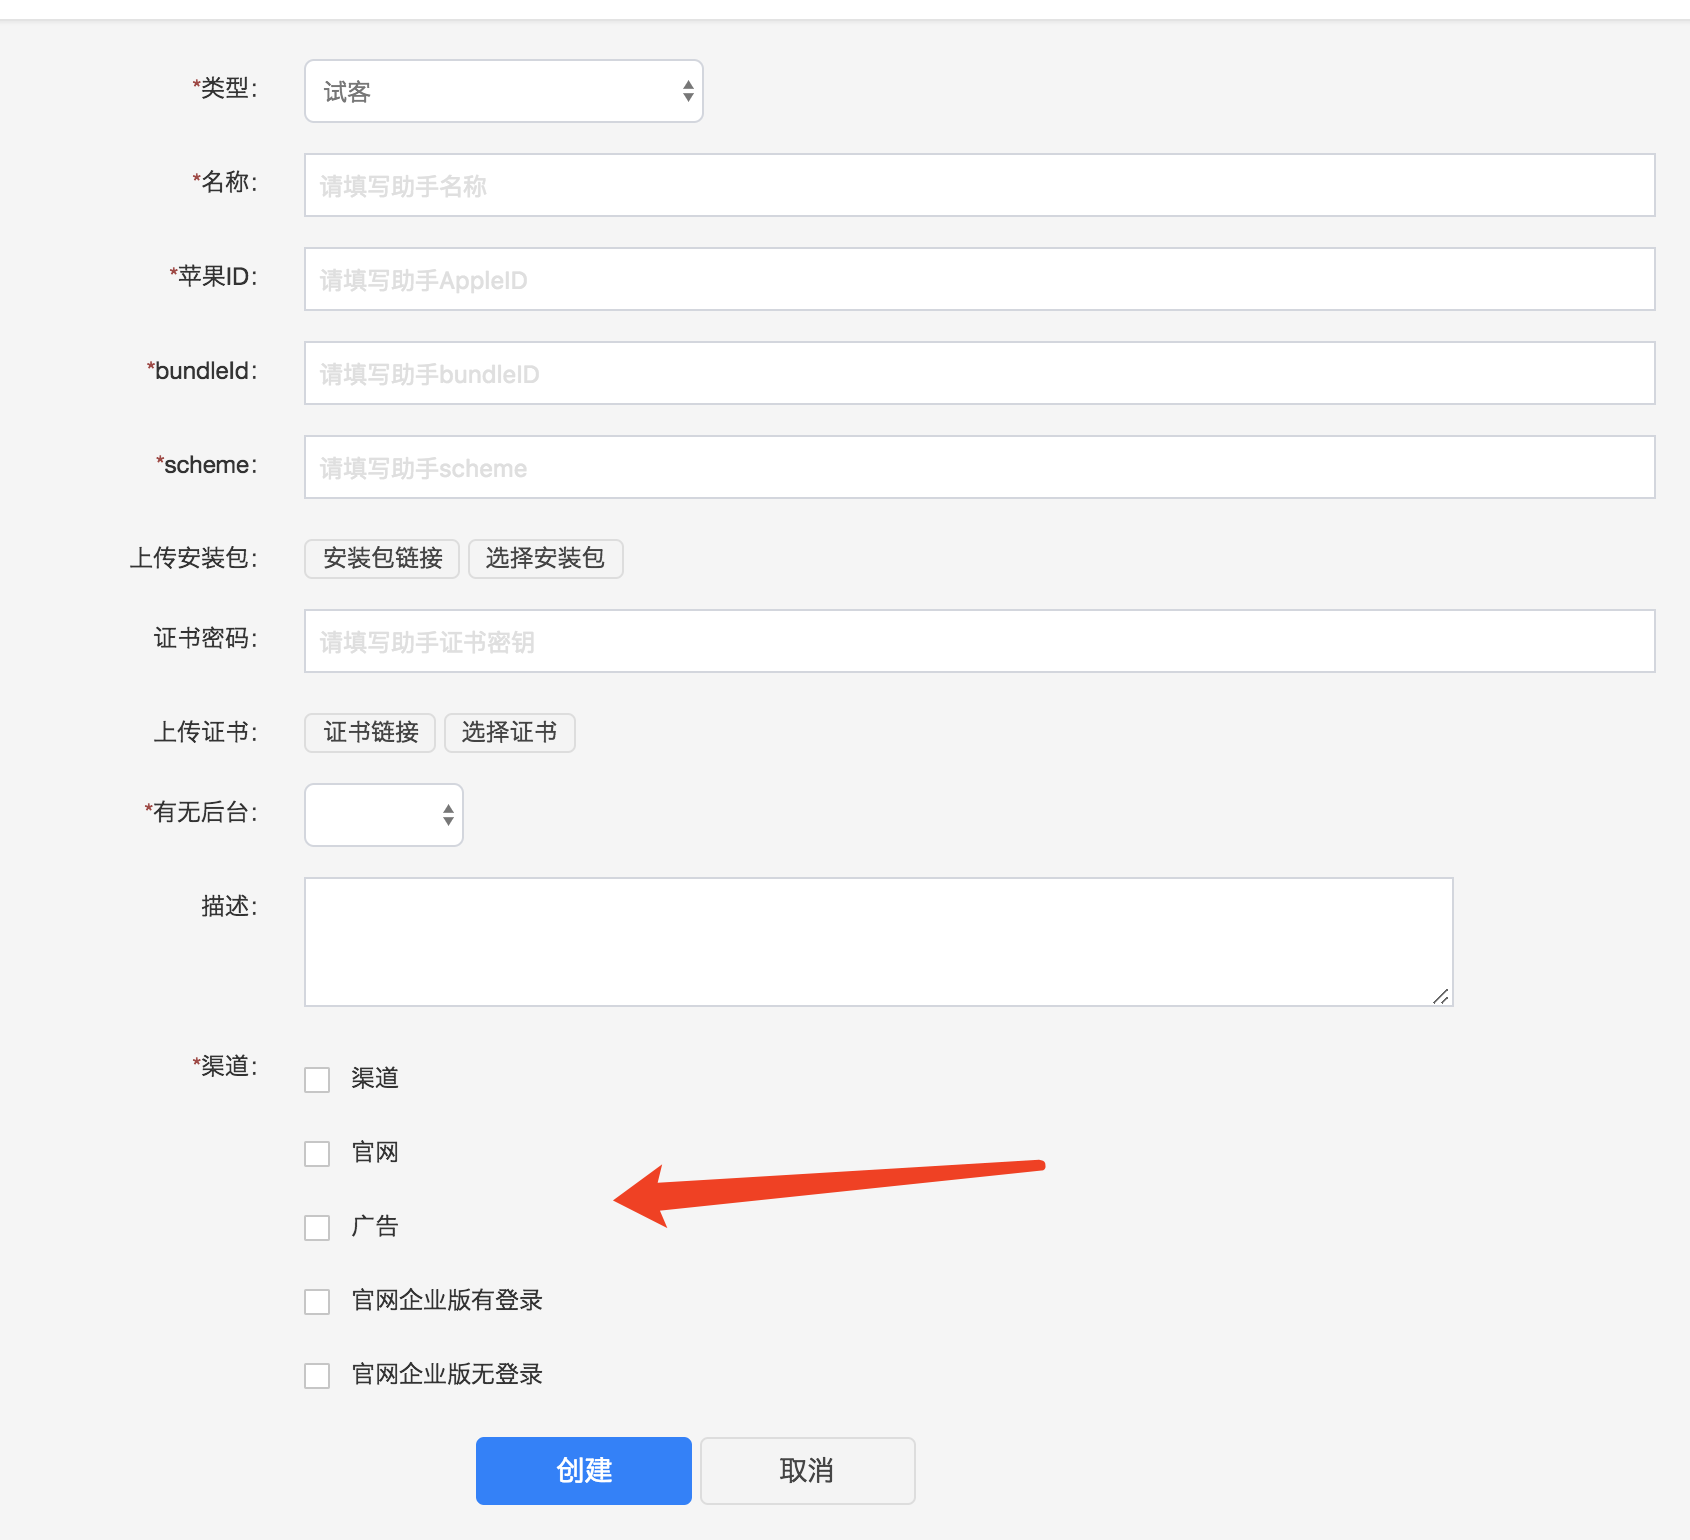 *类型: 试客
*名称: 请填写助手名称
*苹果ID: 请填写助手AppleID
*bundleId: 请填写助手bundleID
*scheme: 请填写助手scheme
上传安装包: 安装包链接 选择安装包
证书密码: 请填写助手证书密钥
上传证书: 证书链接 选择证书
*有无后台:
描述:
*渠道: 渠道
官网
广告
官网企业版有登录
官网企业版无登录
创建 取消